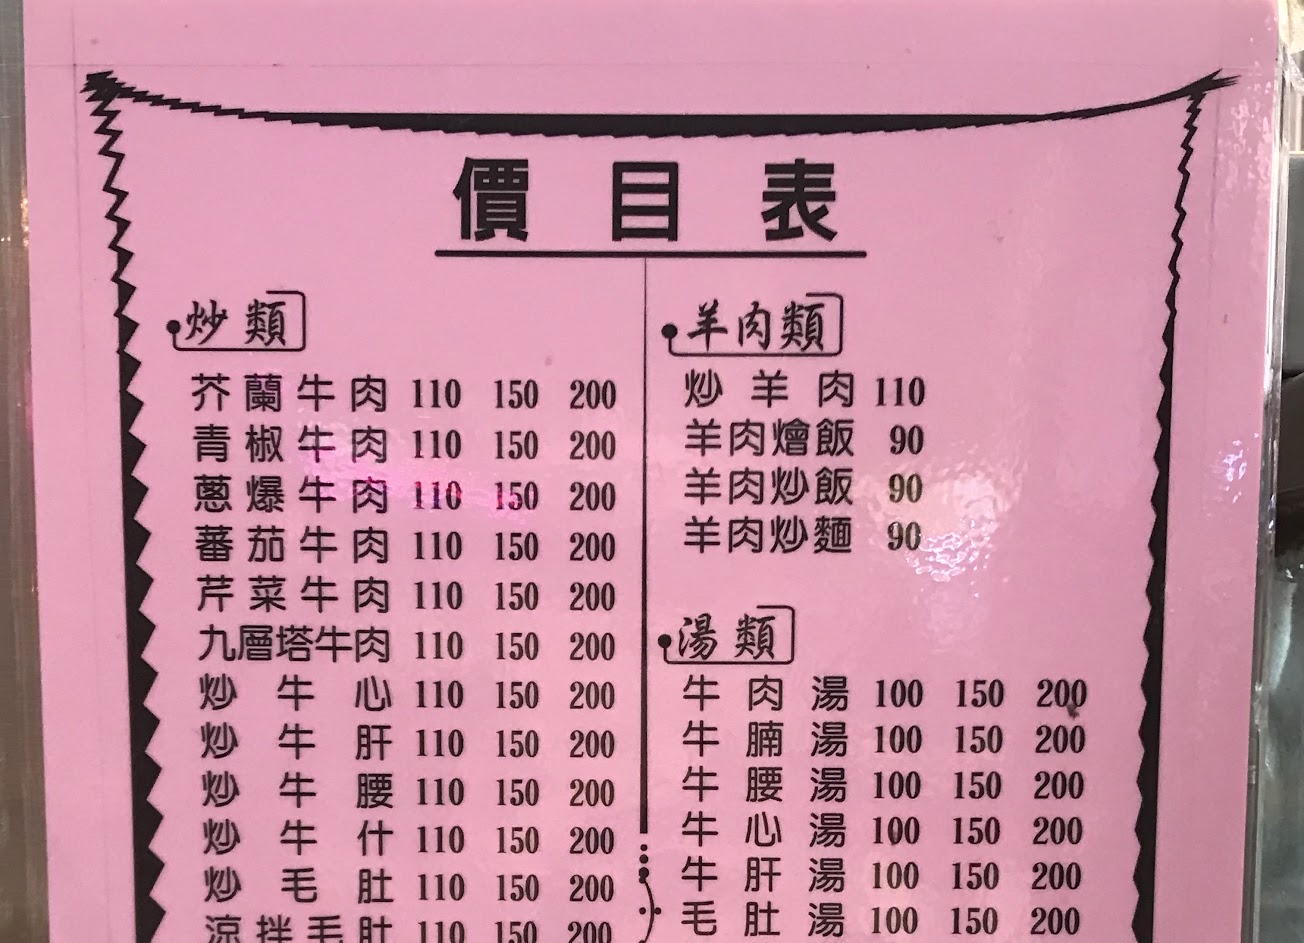 價目表
炒類
芥蘭牛肉 110 150 200
青椒牛肉 110 150 200
蔥爆牛肉 110 150 200
蕃茄牛肉 110 150 200
芹菜牛肉 110 150 200
九層塔牛肉 110 150 200
炒牛心 110 150 200
炒牛肝 110 150 200
炒牛腰 110 150 200
炒牛什 110 150 200
炒毛肚 110 150 200
涼拌毛肚 110 150 200
羊肉類
炒羊肉 110
羊肉燴飯 90
羊肉炒飯 90
羊肉炒麵 90
湯類
牛肉湯 100 150 200
牛腩湯 100 150 200
牛腰湯 100 150 200
牛心湯 100 150 200
牛肝湯 100 150 200
毛肚湯 100 150 200